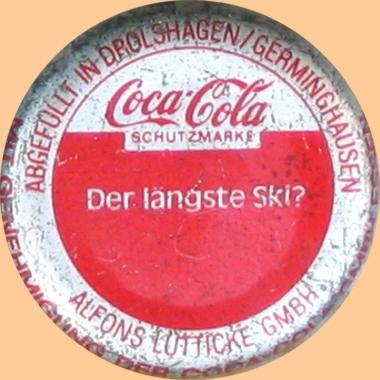 ABGEFÜLLT IN DROLSHAGEN/GERMINGHAUSEN
Coca-Cola
SCHUTZMARKE
Der längste Ski?
ALFONS LÜTTICKE GMBH